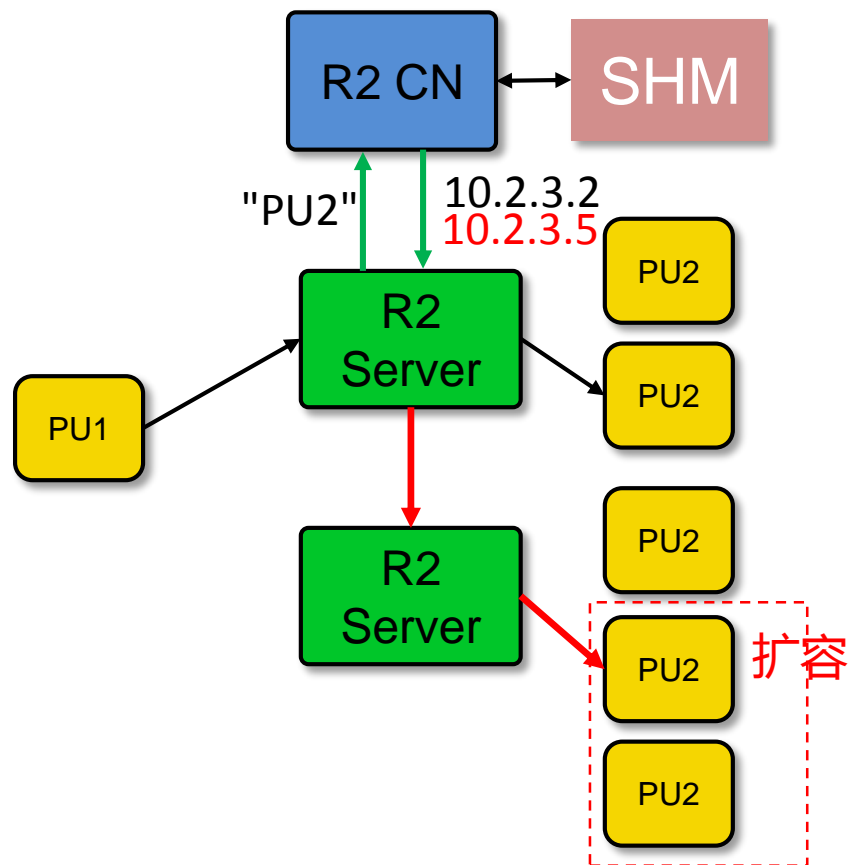 R2 CN
SHM
"PU2"
10.2.3.2
10.2.3.5
PU2
R2
Server
PU2
PU1
PU2
R2
Server
PU2
扩容
PU2